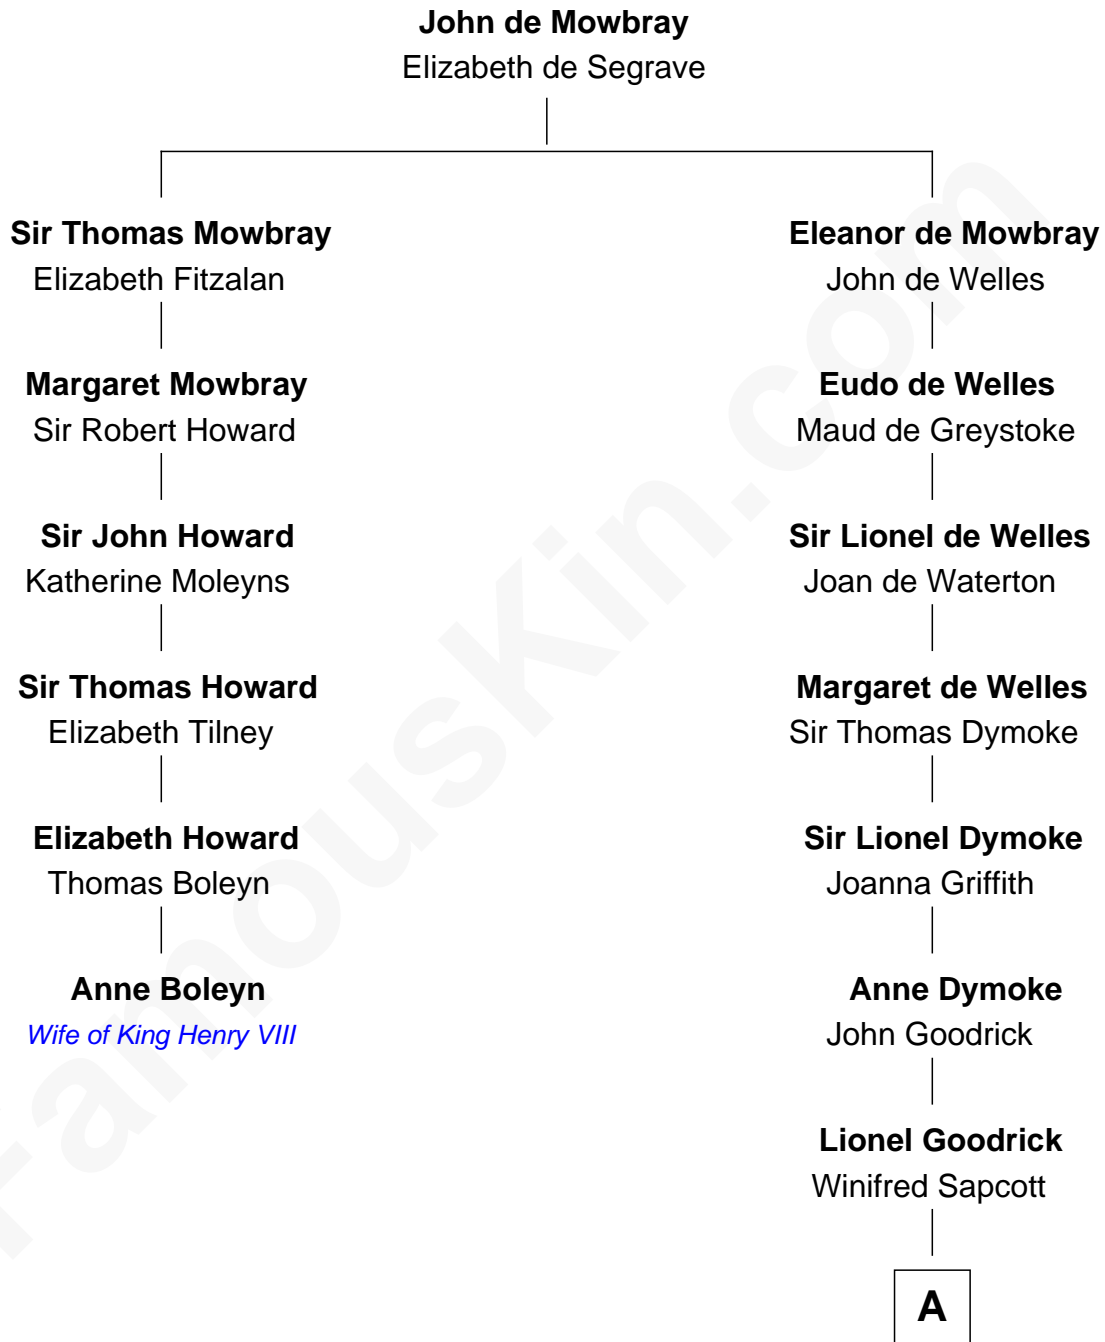 John de Mowbray
Elizabeth de Segrave
Sir Thomas Mowbray
Elizabeth Fitzalan
Margaret Mowbray
Sir Robert Howard
Sir John Howard
Katherine Moleyns
Sir Thomas Howard
Elizabeth Tilney
Elizabeth Howard
Thomas Boleyn
Anne Boleyn
Wife of King Henry VIII
Eleanor de Mowbray
John de Welles
Eudo de Welles
Maud de Greystoke
Sir Lionel de Welles
Joan de Waterton
Margaret de Welles
Sir Thomas Dymoke
Sir Lionel Dymoke
Joanna Griffith
Anne Dymoke
John Goodrick
Lionel Goodrick
Winifred Sapcott
A
FamousKin.com